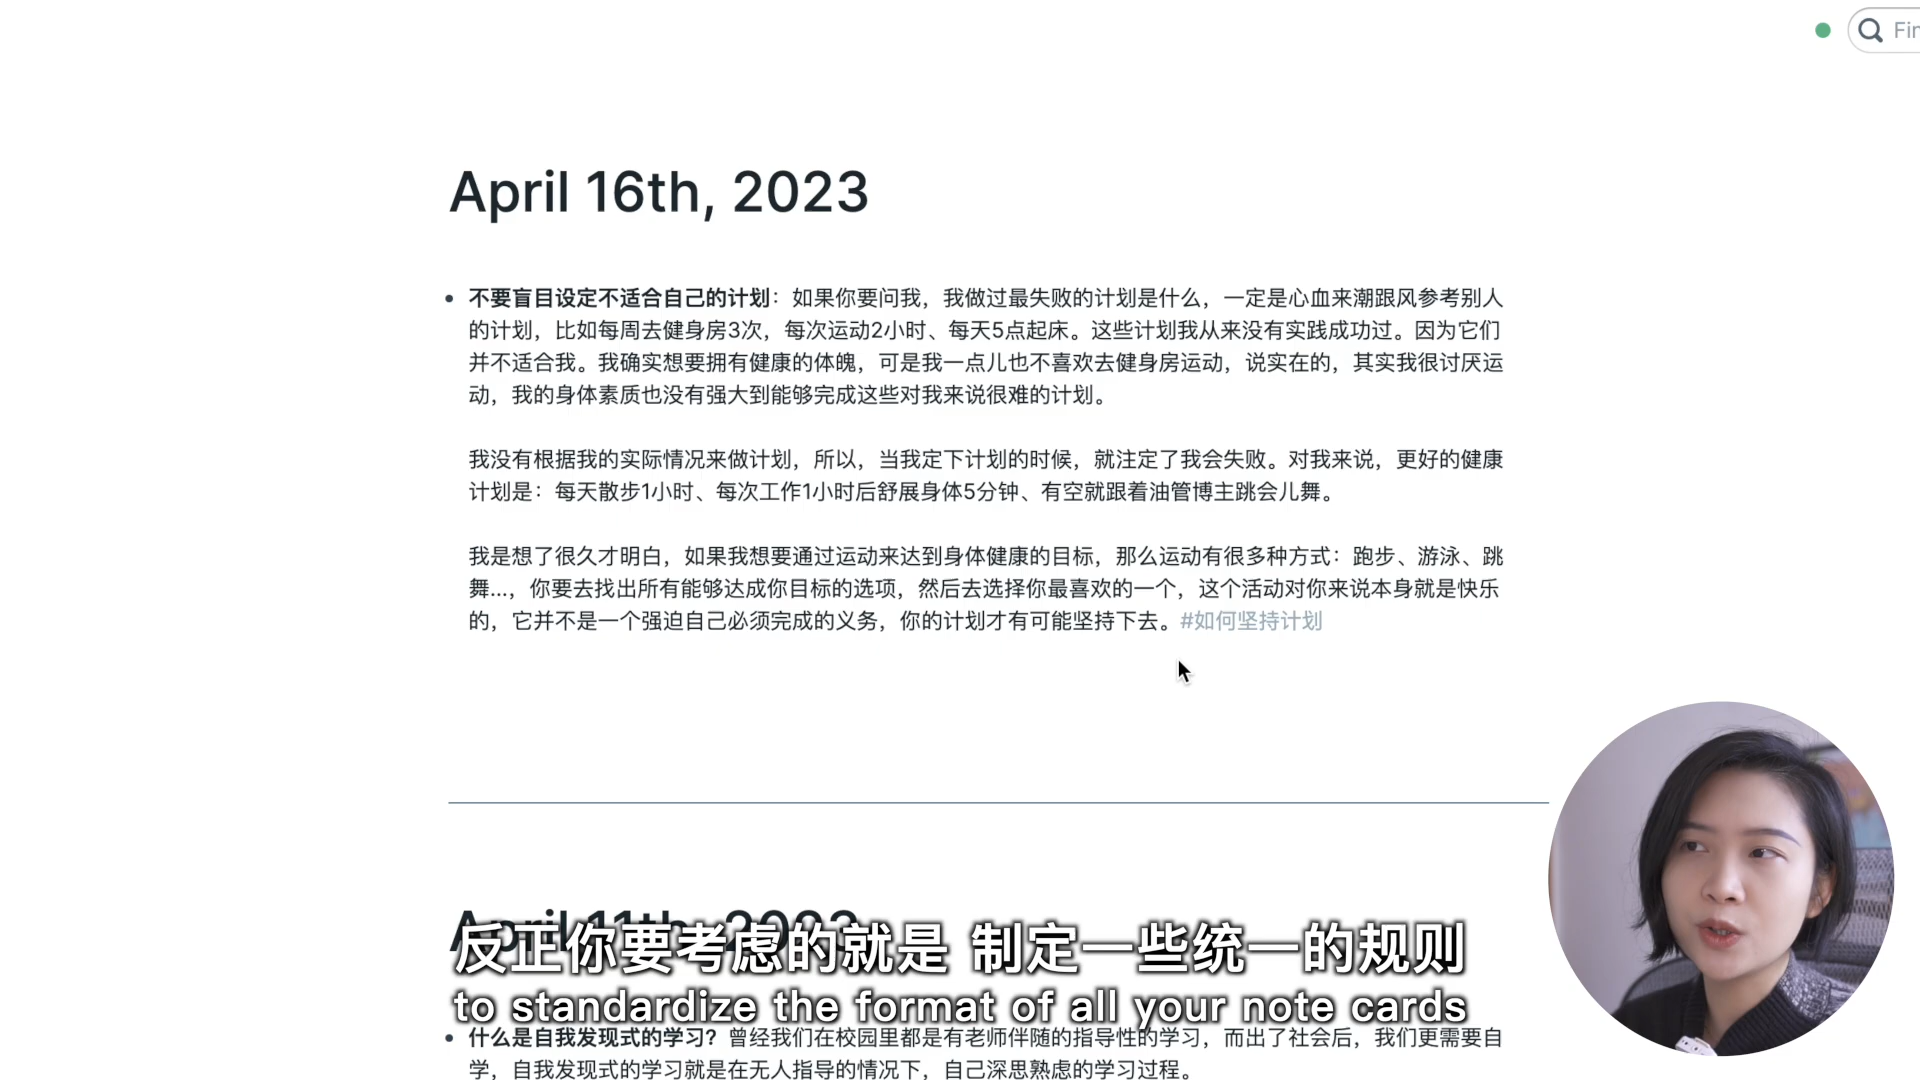 Fin
April 16th, 2023
不要盲目设定不适合自己的计划：如果你要问我，我做过最失败的计划是什么，一定是心血来潮跟风参考别人
的计划，比如每周去健身房3次，每次运动2小时、每天5点起床。这些计划我从来没有实践成功过。因为它们
并不适合我。我确实想要拥有健康的体魄，可是我一点儿也不喜欢去健身房运动，说实在的，其实我很讨厌运
动，我的身体素质也没有强大到能够完成这些对我来说很难的计划。
我没有根据我的实际情况来做计划，所以，当我定下计划的时候，就注定了我会失败。对我来说，更好的健康
计划是：每天散步1小时、每次工作1小时后舒展身体5分钟、有空就跟着油管博主跳会儿舞。
我是想了很久才明白，如果我想要通过运动来达到身体健康的目标，那么运动有很多种方式：跑步、游泳、跳
舞...，你要去找出所有能够达成你目标的选项，然后去选择你最喜欢的一个，这个活动对你来说本身就是快乐
的，它并不是一个强迫自己必须完成的义务，你的计划才有可能坚持下去。#如何坚持计划
April 11th, 2023
反正你要考虑的就是 制定一些统一的规则
to standardize the format of all your note cards
什么是自我发现式的学习？曾经我们在校园里都是有老师伴随的指导性的学习，而出了社会后，我们更需要自
学，自我发现式的学习就是在无人指导的情况下，自己深思熟虑的学习过程。